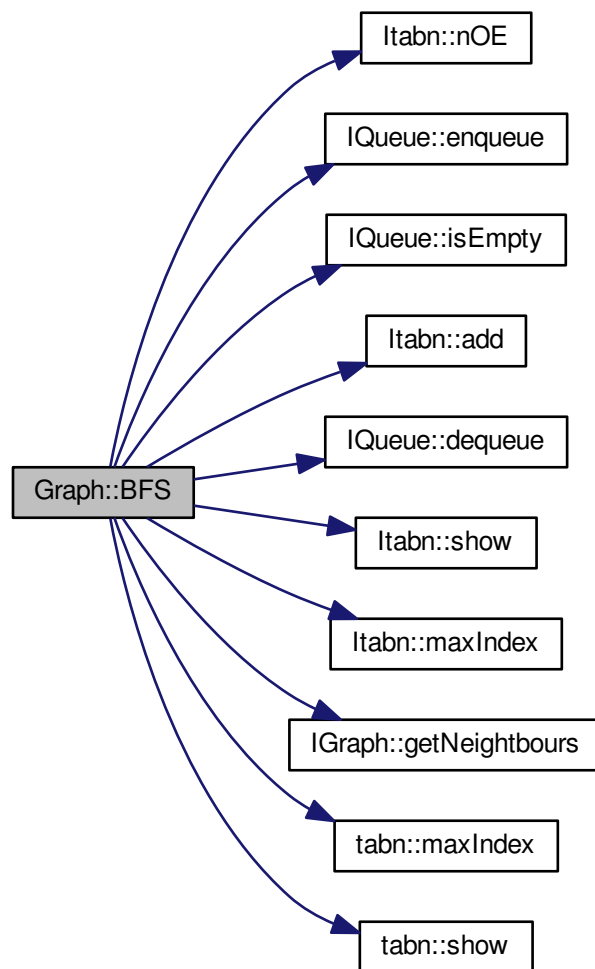 Itabn::nOE
IQueue::enqueue
IQueue::isEmpty
Itabn::add
IQueue::dequeue
Graph::BFS
Itabn::show
Itabn::maxIndex
IGraph::getNeightbours
tabn::maxIndex
tabn::show